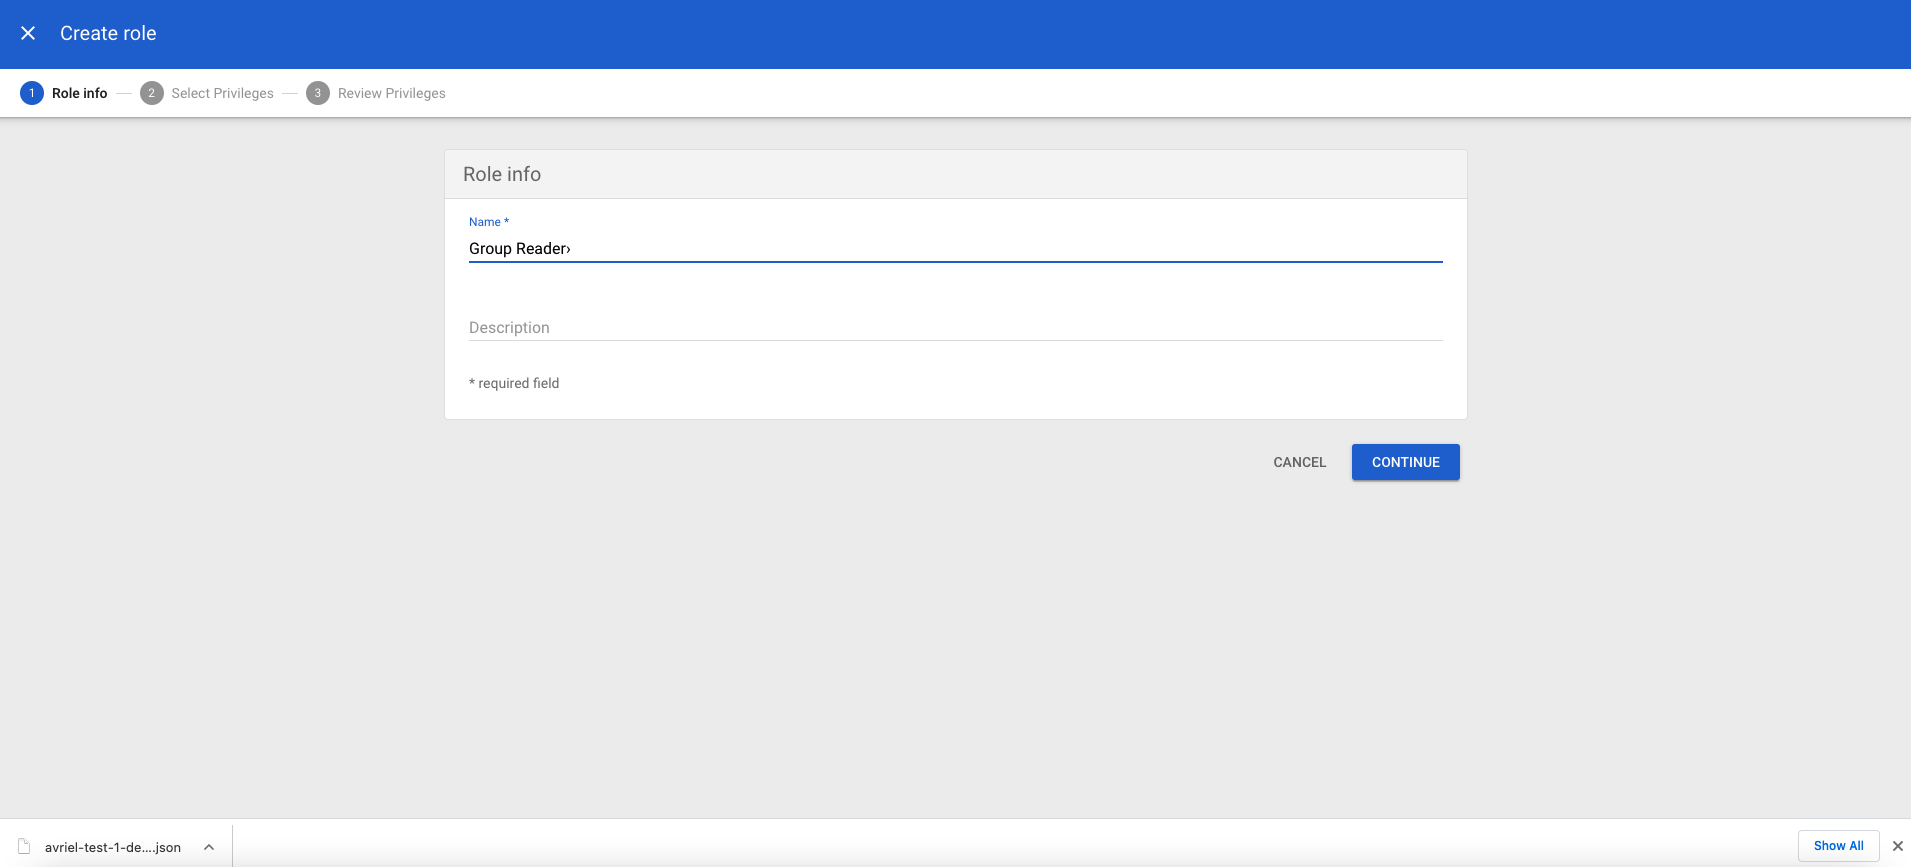 Create role
1 Role info 2 Select Privileges 3 Review Privileges
Role info
Name *
Group Reader›
Description
* required field
CANCEL CONTINUE
avriel-test-1-de....json Show All